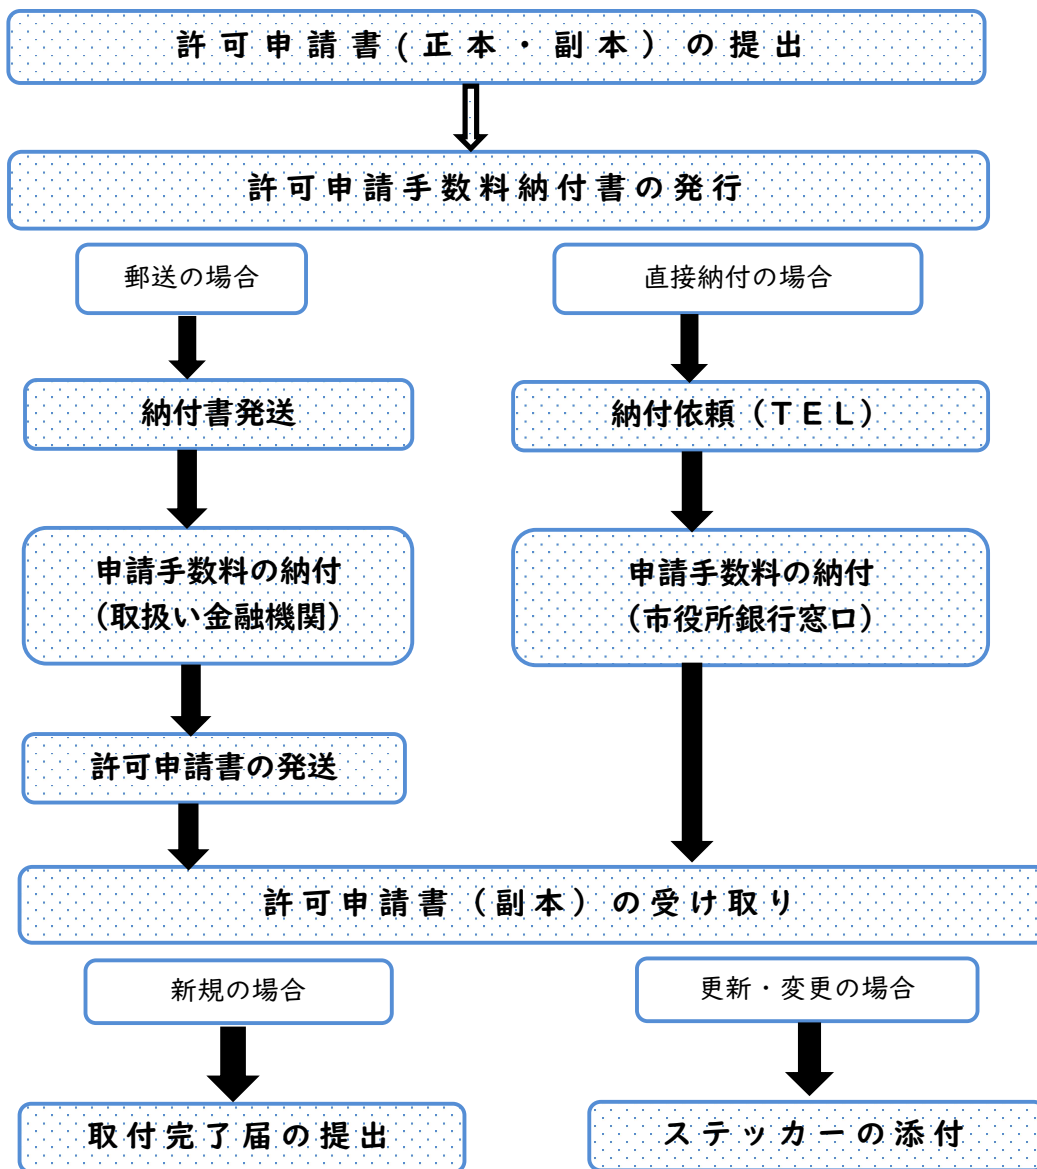 許可申請書(正本・副本）の提出
許可申請手数料納付書の発行
郵送の場合
直接納付の場合
納付書発送
納付依頼（ＴＥＬ）
申請手数料の納付
（取扱い金融機関）
申請手数料の納付
（市役所銀行窓口）
許可申請書の発送
許可申請書（副本）の受け取り
新規の場合
更新・変更の場合
取付完了届の提出
ステッカーの添付